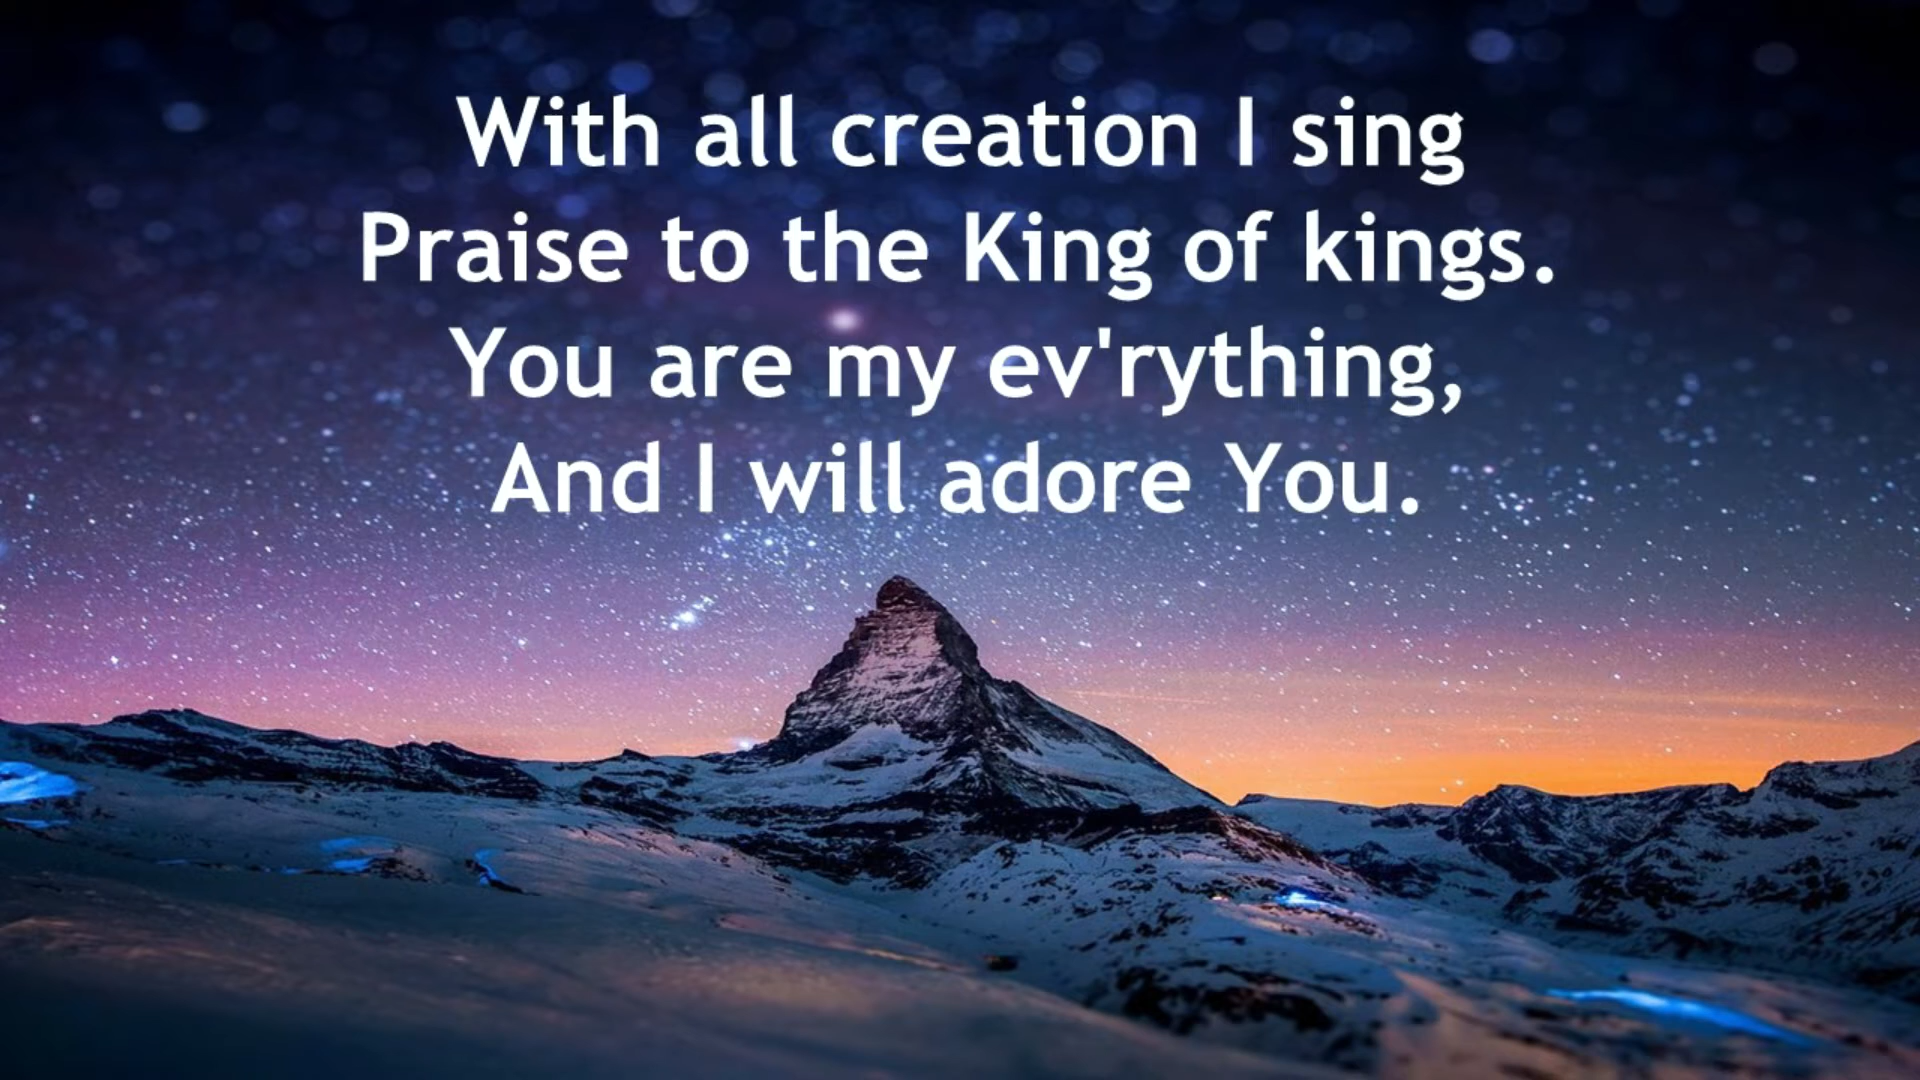 With all creation I sing
Praise to the King of kings.
You are my ev'rything,
And I will adore You.